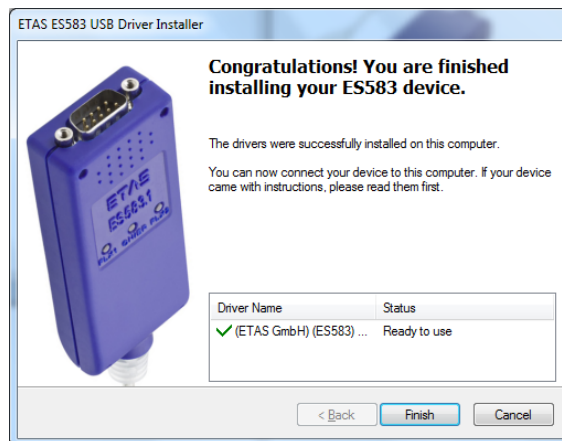 ETAS ES583 USB Driver Installer
Congratulations! You are finished
installing your ES583 device.
The drivers were successfully installed on this computer.
You can now connect your device to this computer. If your device
came with instructions, please read them first.
ETAS
ES583.1
Driver Name Status
(ETAS GmbH) (ES583) ... Ready to use
< Back Finish Cancel